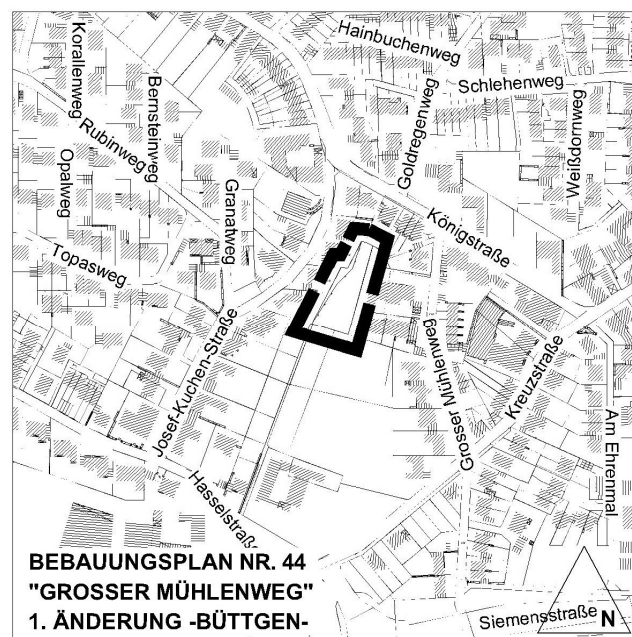 Hainbuchenweg
Korallenweg
Bernsteinweg
Schlehenweg
Goldregenweg
Weißdornweg
Rubinweg
Opalweg
Granatweg
Königstraße
Topasweg
Josef-Kuchen-Straße
Grosser Mühlenweg
Kreuzstraße
Am Ehrenmal
Hasselstraße
BEBAUUNGSPLAN NR. 44
"GROSSER MÜHLENWEG"
1. ÄNDERUNG -BÜTTGEN-
Siemensstraße
N